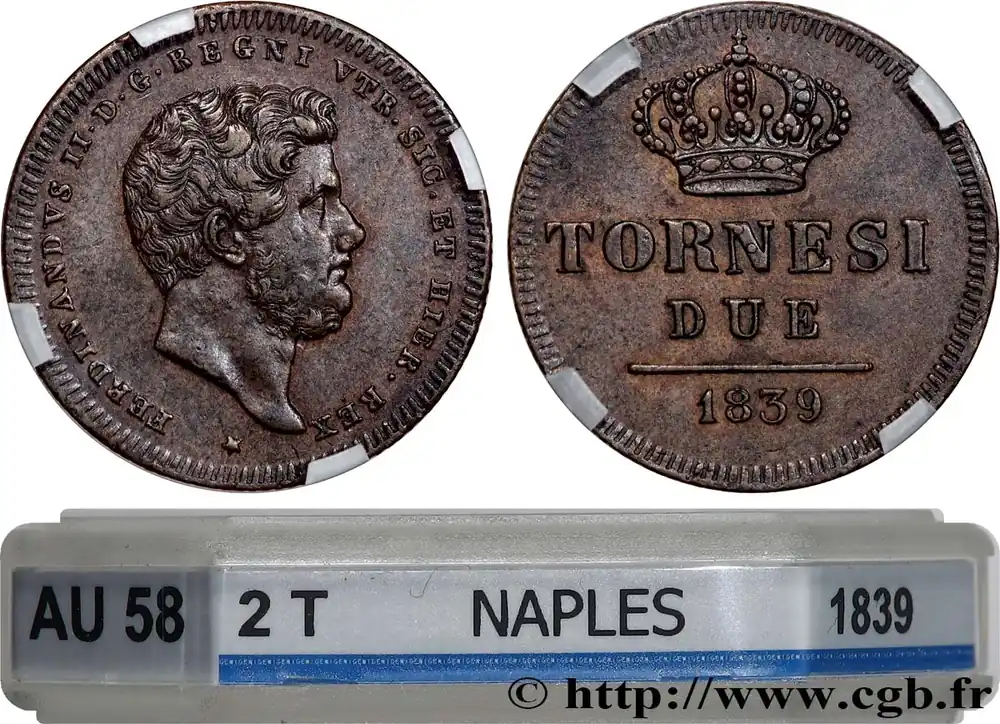 FERDINANDVS II·D·G·REGNI VTR·SIC·ET HIER·REX
TORNESI
DUE
1839
AU 58 2 T NAPLES 1839
© http://www.cgb.fr